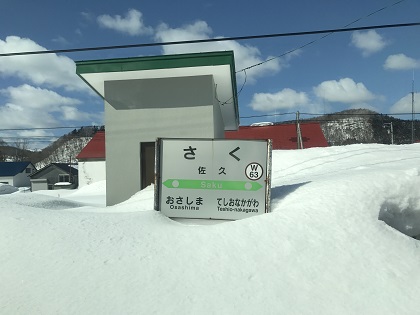 さく
佐久
W
63
Saku
おさしま てしおなかがわ
Osashima Teshio-nakagawa